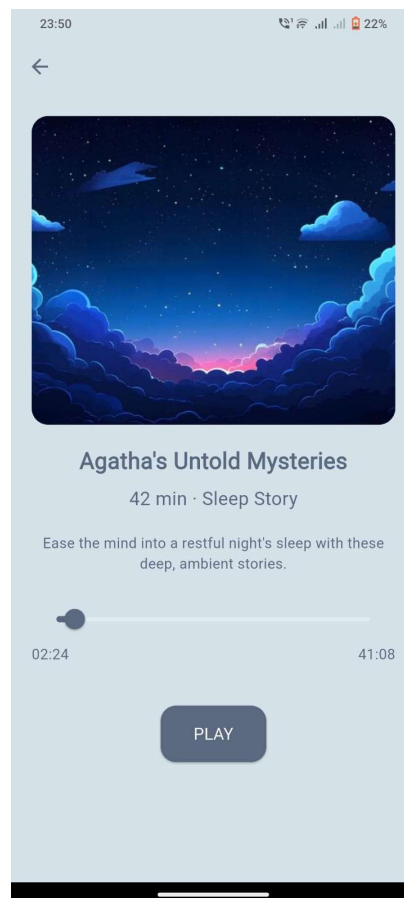 23:50
22%
Agatha's Untold Mysteries
42 min · Sleep Story
Ease the mind into a restful night's sleep with these
deep, ambient stories.
02:24
41:08
PLAY